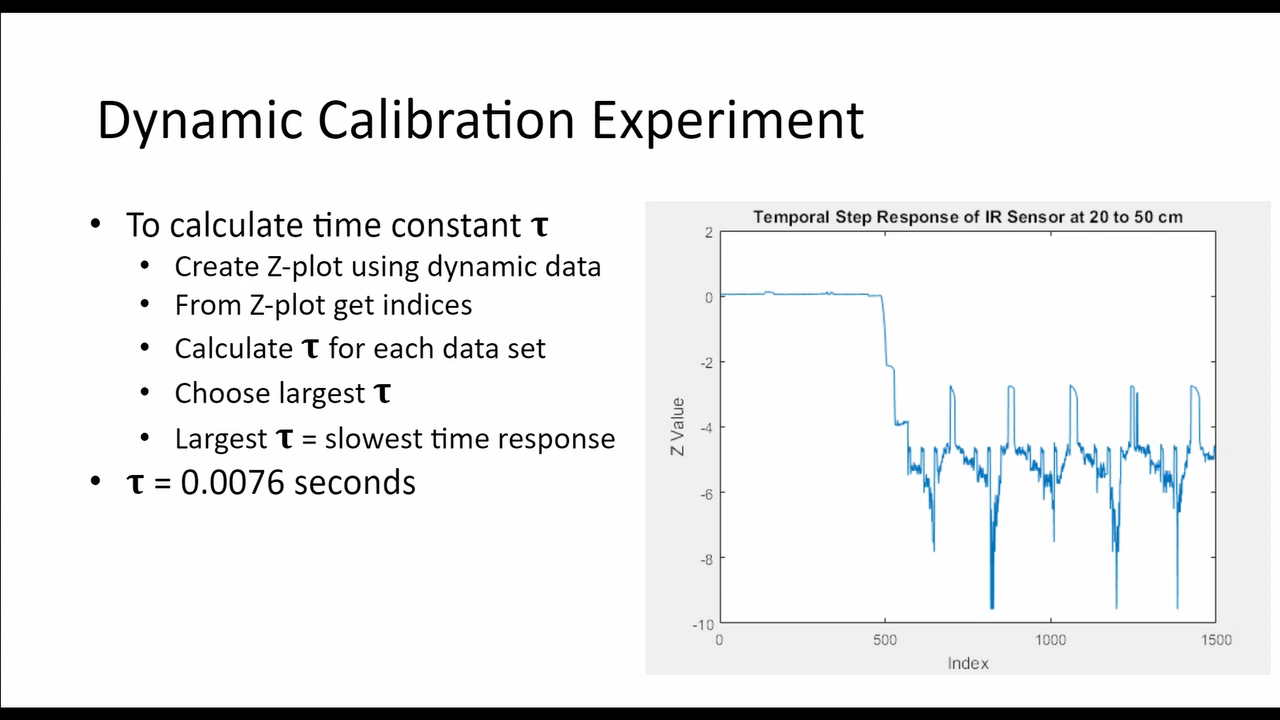 Dynamic Calibration Experiment
• To calculate time constant τ
• Create Z-plot using dynamic data
• From Z-plot get indices
• Calculate τ for each data set
• Choose largest τ
• Largest τ = slowest time response
• τ = 0.0076 seconds
Temporal Step Response of IR Sensor at 20 to 50 cm
2
0
-2
-4
-6
-8
-10
Z Value
0 500 1000 1500
Index